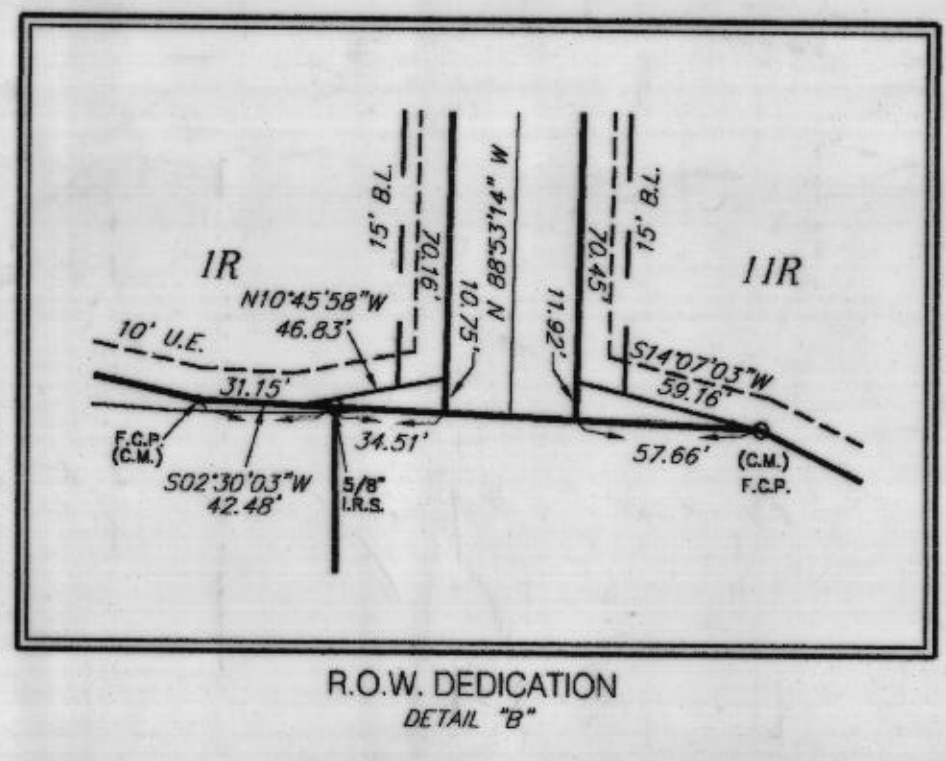 1R
11R
15' B.L.
70.16'
10.75'
N 88°53'14" W
11.92'
70.45'
15' B.L.
N10°45'58"W
46.83'
10' U.E.
31.15'
S14°07'03"W
59.76'
F.C.P.
(C.M.)
34.51'
57.66'
(C.M.)
F.C.P.
S02°30'03"W
42.48'
5/8"
I.R.S.
R.O.W. DEDICATION
DETAIL "B"